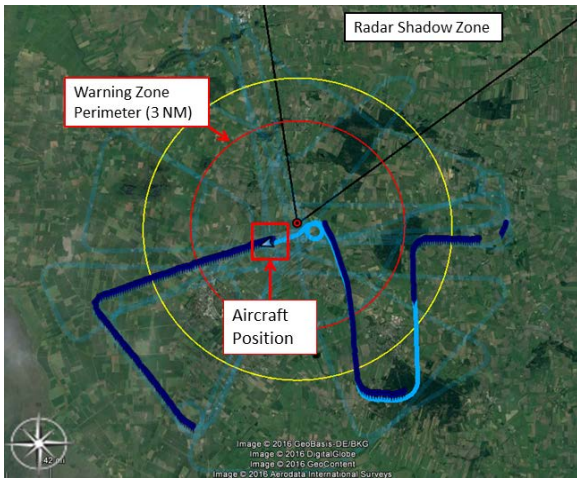 Radar Shadow Zone
Warning Zone
Perimeter (3 NM)
Aircraft
Position
Image © 2016 GeoBasis-DE/BKG
Image © 2016 DigitalGlobe
Image © 2016 GeoContent
Image © 2016 Aerodata International Surveys